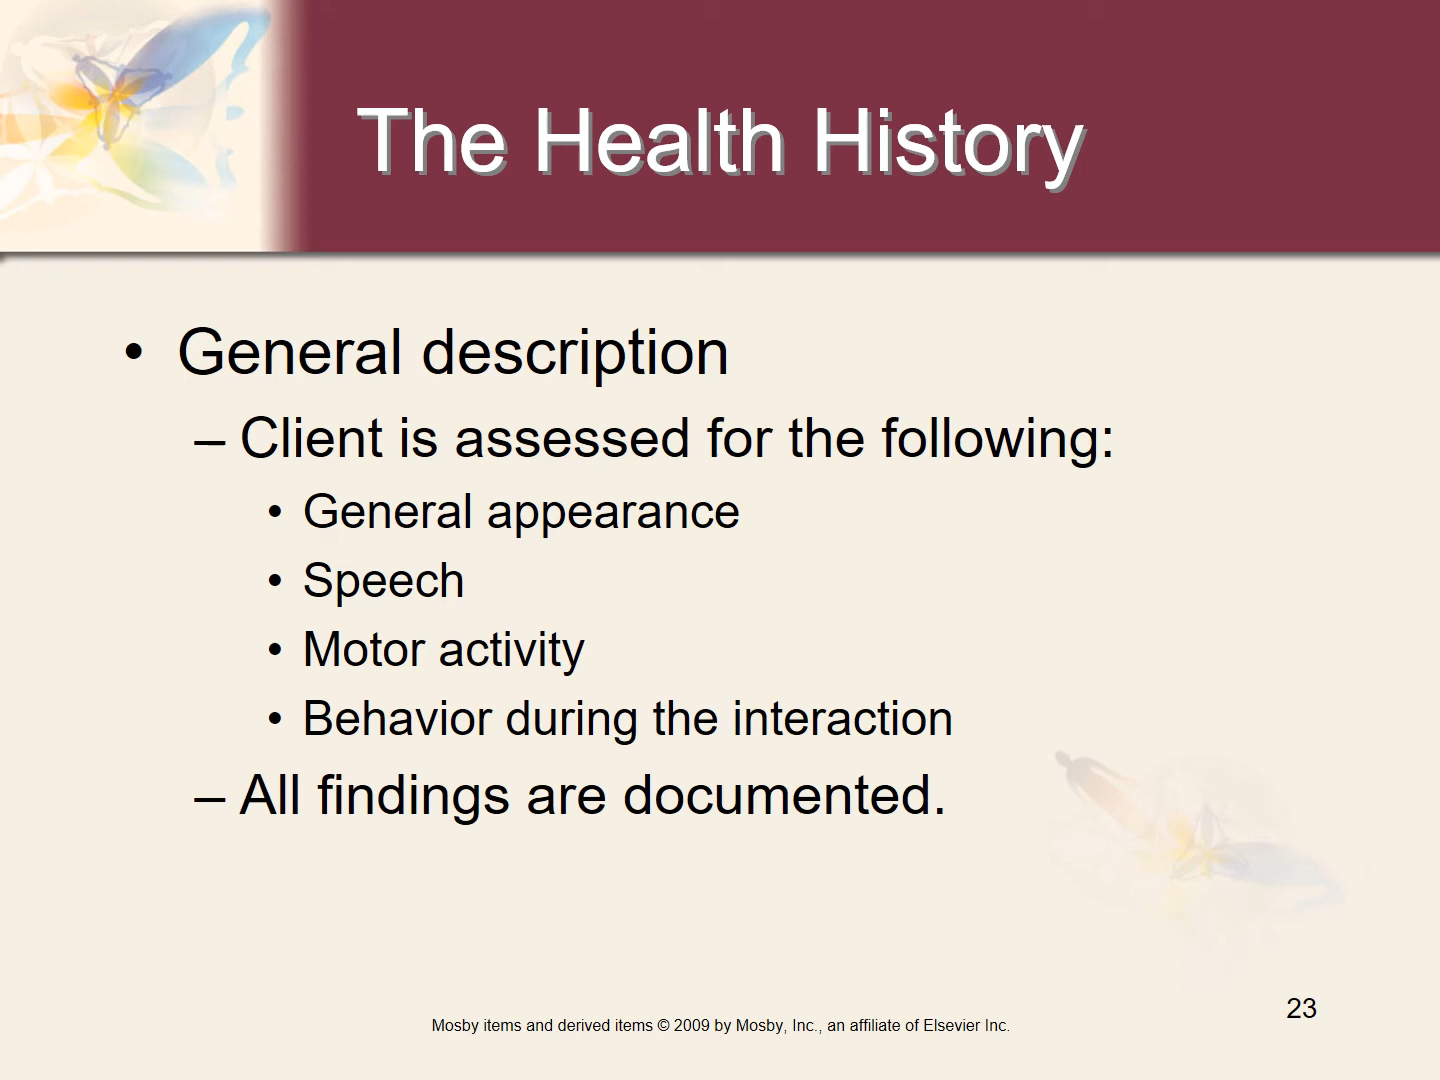 The Health History
• General description
– Client is assessed for the following:
• General appearance
• Speech
• Motor activity
• Behavior during the interaction
– All findings are documented.
23
Mosby items and derived items © 2009 by Mosby, Inc., an affiliate of Elsevier Inc.